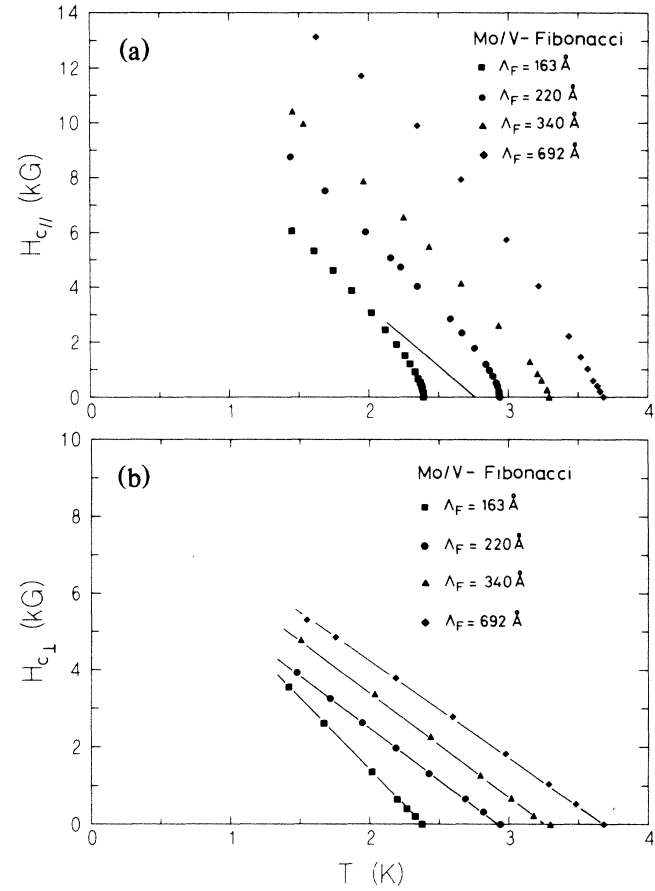 (a)
Mo/V-Fibonacci
■ Λ_F = 163 Å
● Λ_F = 220 Å
▲ Λ_F = 340 Å
◆ Λ_F = 692 Å
H_c// (kG)
14
12
10
8
6
4
2
0
0 1 2 3 4
(b)
Mo/V-Fibonacci
■ Λ_F = 163 Å
● Λ_F = 220 Å
▲ Λ_F = 340 Å
◆ Λ_F = 692 Å
H_c⊥ (kG)
10
8
6
4
2
0
0 1 2 3 4
T (K)